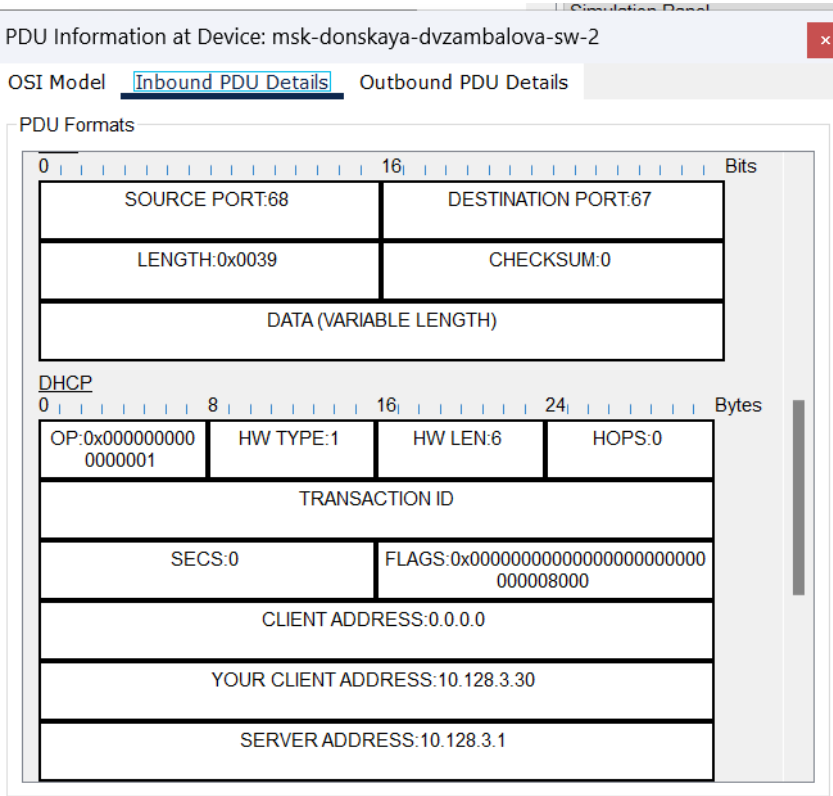 Simulation Panel
PDU Information at Device: msk-donskaya-dvzambalova-sw-2
×
OSI Model Inbound PDU Details Outbound PDU Details
PDU Formats
0 16 Bits
SOURCE PORT:68 DESTINATION PORT:67
LENGTH:0x0039 CHECKSUM:0
DATA (VARIABLE LENGTH)
DHCP
0 8 16 24 Bytes
OP:0x000000000 HW TYPE:1 HW LEN:6 HOPS:0
0000001
TRANSACTION ID
SECS:0 FLAGS:0x00000000000000000000000
000008000
CLIENT ADDRESS:0.0.0.0
YOUR CLIENT ADDRESS:10.128.3.30
SERVER ADDRESS:10.128.3.1